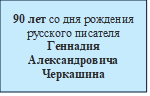 90 лет со дня рождения
русского писателя
Геннадия
Александровича
Черкашина